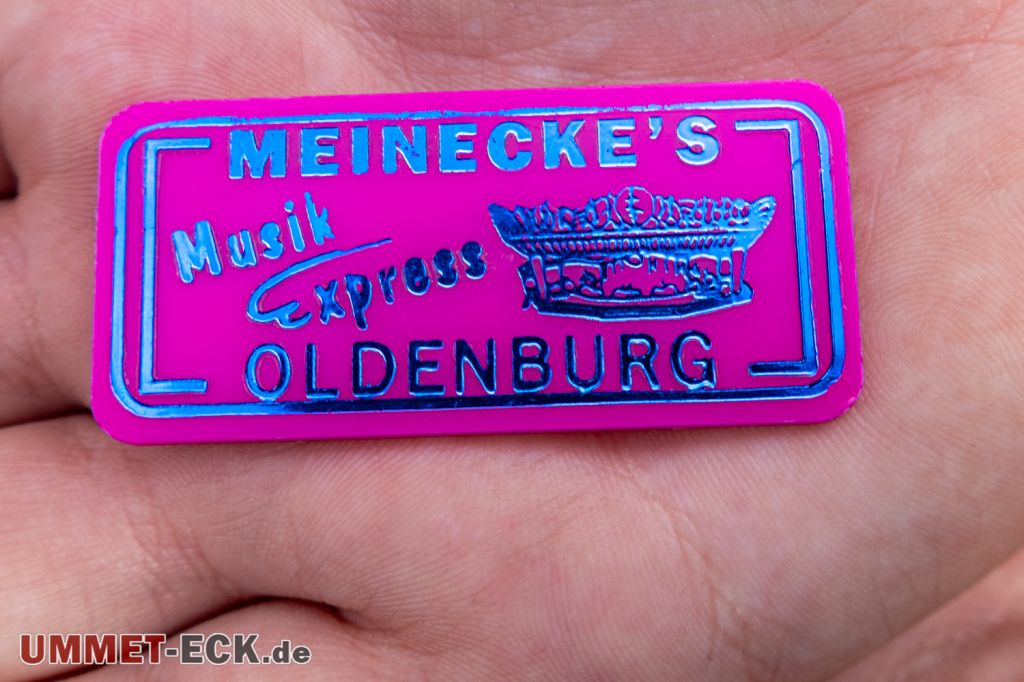 MEINECKE'S
Musik
Express
OLDENBURG
UMMET-ECK.de